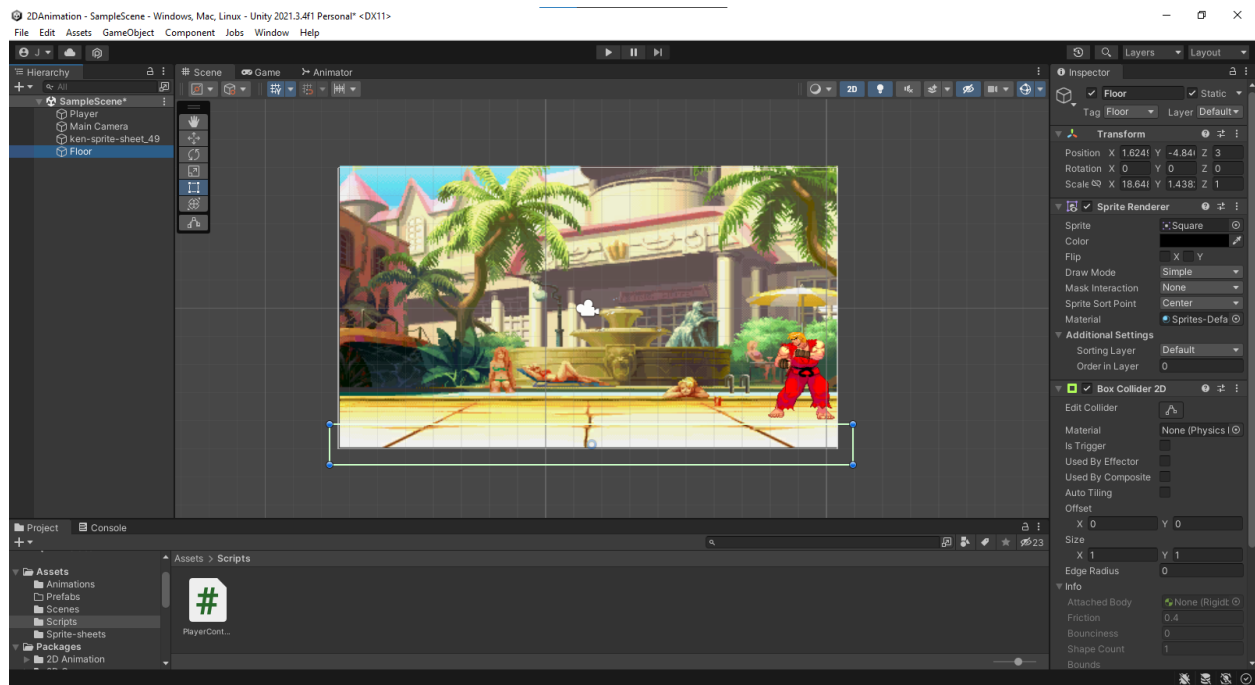 2DAnimation - SampleScene - Windows, Mac, Linux - Unity 2021.3.4f1 Personal* <DX11>
File Edit Assets GameObject Component Jobs Window Help
J Layers Layout
Hierarchy
All
SampleScene*
Player
Main Camera
ken-sprite-sheet_49
Floor
Scene Game Animator
2D
Inspector
Floor Static
Tag Floor Layer Default
Transform
Position X 1.624 Y -4.84 Z 3
Rotation X 0 Y 0 Z 0
Scale X 18.64 Y 1.438 Z 1
Sprite Renderer
Sprite Square
Color
Flip X Y
Draw Mode Simple
Mask Interaction None
Sprite Sort Point Center
Material Sprites-Defa
Additional Settings
Sorting Layer Default
Order in Layer 0
Box Collider 2D
Edit Collider
Material None (Physics
Is Trigger
Used By Effector
Used By Composite
Auto Tiling
Offset
X 0 Y 0
Size
X 1 Y 1
Edge Radius 0
Info
Attached Body None (Rigid
Friction 0.4
Bounciness 0
Shape Count 1
Bounds
Project Console
23
Assets
Animations
Prefabs
Scenes
Scripts
Sprite-sheets
Packages
2D Animation
Assets > Scripts
#
PlayerCont...